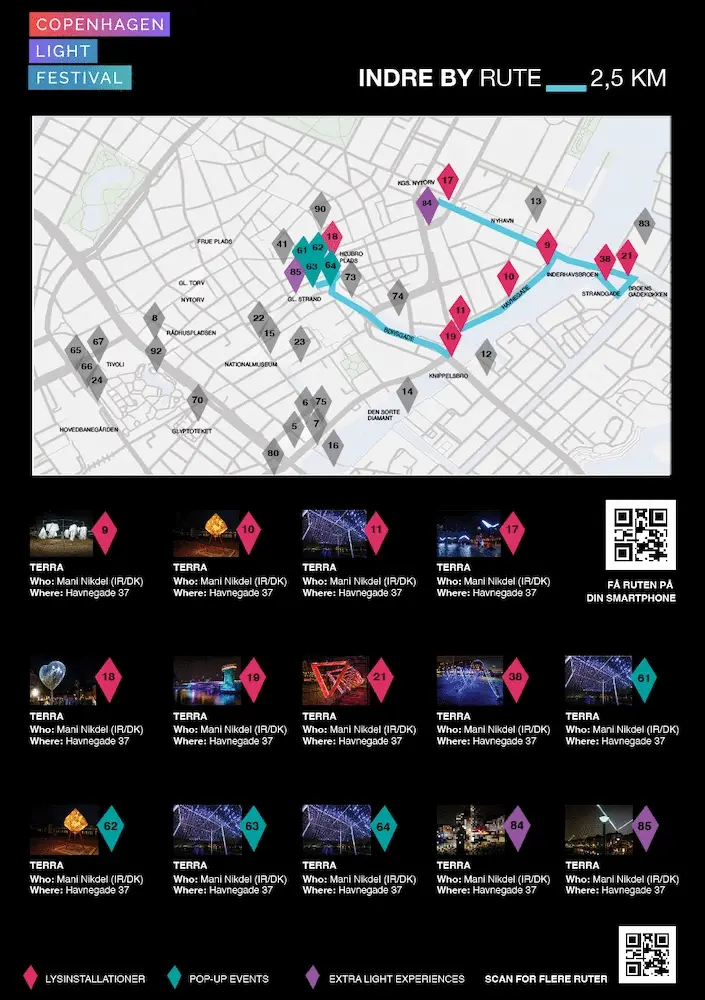 COPENHAGEN
LIGHT
FESTIVAL
INDRE BY RUTE 2,5 KM
17
KGS. NYTORV
84
13
90
NYHAVN
83
41
61
62
18
FRUE PLADS
HØJBRO
PLADS
9
85
63
64
73
38
21
10
INDERHAVSBROEN
GL. TORV
GL. STRAND
74
HAVNEGADE
STRANDGADE
BROENS
GADEKØKKEN
NYTORV
8
22
11
RÅDHUSPLADSEN
15
BØRSGADE
19
67
23
65
92
12
66
TIVOLI
NATIONALMUSEUM
KNIPPELSBRO
24
14
70
6
75
DEN SORTE
DIAMANT
HOVEDBANEGÅRDEN
GLYPTOTEKET
5
7
16
80
9
TERRA
Who: Mani Nikdel (IR/DK)
Where: Havnegade 37
10
TERRA
Who: Mani Nikdel (IR/DK)
Where: Havnegade 37
11
TERRA
Who: Mani Nikdel (IR/DK)
Where: Havnegade 37
17
TERRA
Who: Mani Nikdel (IR/DK)
Where: Havnegade 37
FÅ RUTEN PÅ
DIN SMARTPHONE
18
TERRA
Who: Mani Nikdel (IR/DK)
Where: Havnegade 37
19
TERRA
Who: Mani Nikdel (IR/DK)
Where: Havnegade 37
21
TERRA
Who: Mani Nikdel (IR/DK)
Where: Havnegade 37
38
TERRA
Who: Mani Nikdel (IR/DK)
Where: Havnegade 37
61
TERRA
Who: Mani Nikdel (IR/DK)
Where: Havnegade 37
62
TERRA
Who: Mani Nikdel (IR/DK)
Where: Havnegade 37
63
TERRA
Who: Mani Nikdel (IR/DK)
Where: Havnegade 37
64
TERRA
Who: Mani Nikdel (IR/DK)
Where: Havnegade 37
84
TERRA
Who: Mani Nikdel (IR/DK)
Where: Havnegade 37
85
TERRA
Who: Mani Nikdel (IR/DK)
Where: Havnegade 37
LYSINSTALLATIONER
POP-UP EVENTS
EXTRA LIGHT EXPERIENCES
SCAN FOR FLERE RUTER